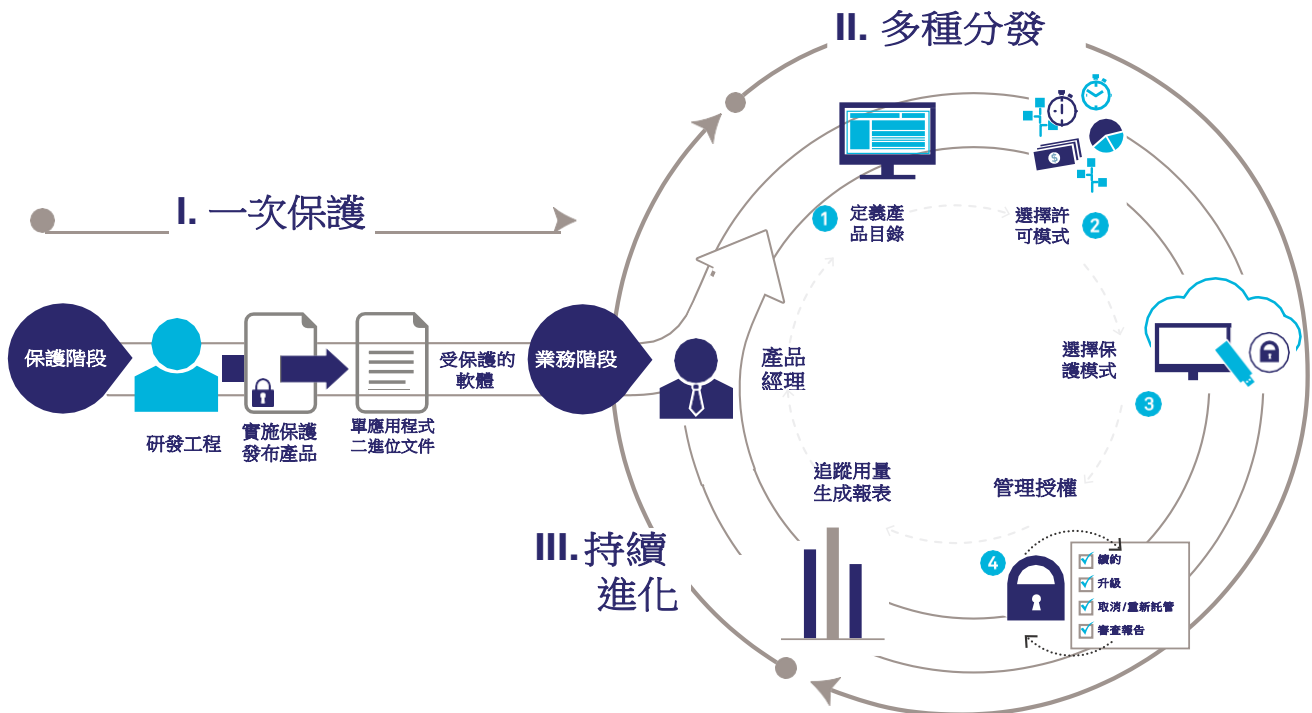 II. 多種分發
I. 一次保護
1
定義產
品目錄
選擇許
可模式
2
保護階段
受保護的
軟體
業務階段
產品
經理
選擇保
護模式
3
研發工程
實施保護
發布產品
單應用程式
二進位文件
追蹤用量
生成報表
管理授權
III. 持續
進化
4
續約
升級
取消/重新託管
審查報告